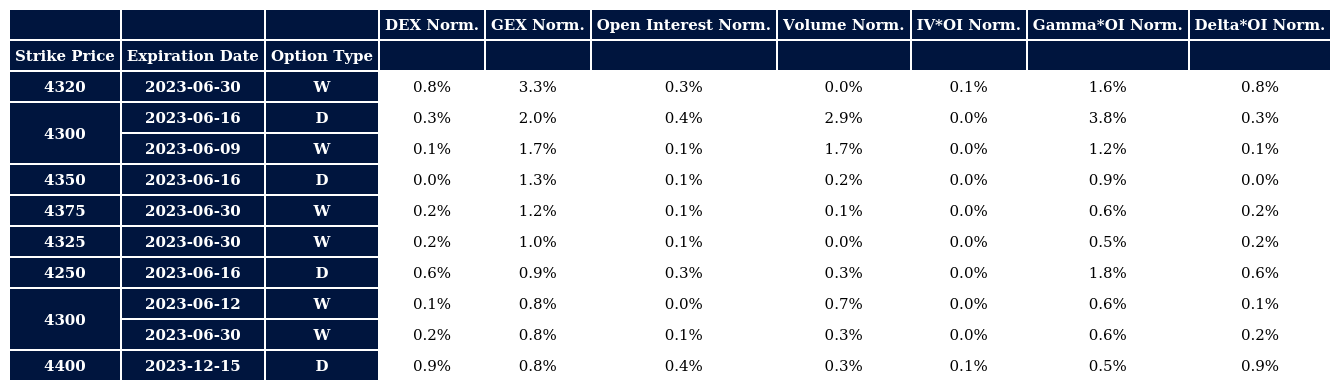 DEX Norm. GEX Norm. Open Interest Norm. Volume Norm. IV*OI Norm. Gamma*OI Norm. Delta*OI Norm.
Strike Price Expiration Date Option Type
4320 2023-06-30 W 0.8% 3.3% 0.3% 0.0% 0.1% 1.6% 0.8%
4300 2023-06-16 D 0.3% 2.0% 0.4% 2.9% 0.0% 3.8% 0.3%
2023-06-09 W 0.1% 1.7% 0.1% 1.7% 0.0% 1.2% 0.1%
4350 2023-06-16 D 0.0% 1.3% 0.1% 0.2% 0.0% 0.9% 0.0%
4375 2023-06-30 W 0.2% 1.2% 0.1% 0.1% 0.0% 0.6% 0.2%
4325 2023-06-30 W 0.2% 1.0% 0.1% 0.0% 0.0% 0.5% 0.2%
4250 2023-06-16 D 0.6% 0.9% 0.3% 0.3% 0.0% 1.8% 0.6%
4300 2023-06-12 W 0.1% 0.8% 0.0% 0.7% 0.0% 0.6% 0.1%
2023-06-30 W 0.2% 0.8% 0.1% 0.3% 0.0% 0.6% 0.2%
4400 2023-12-15 D 0.9% 0.8% 0.4% 0.3% 0.1% 0.5% 0.9%